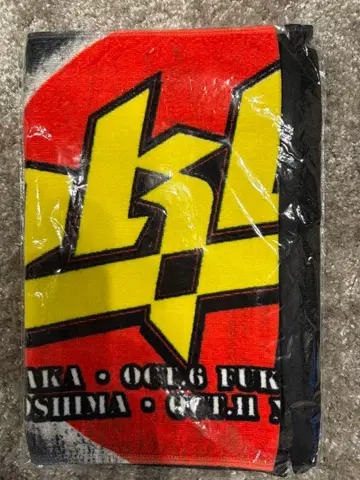 k
AKA • OCT.6 FUK
OSHIMA • OCT.11